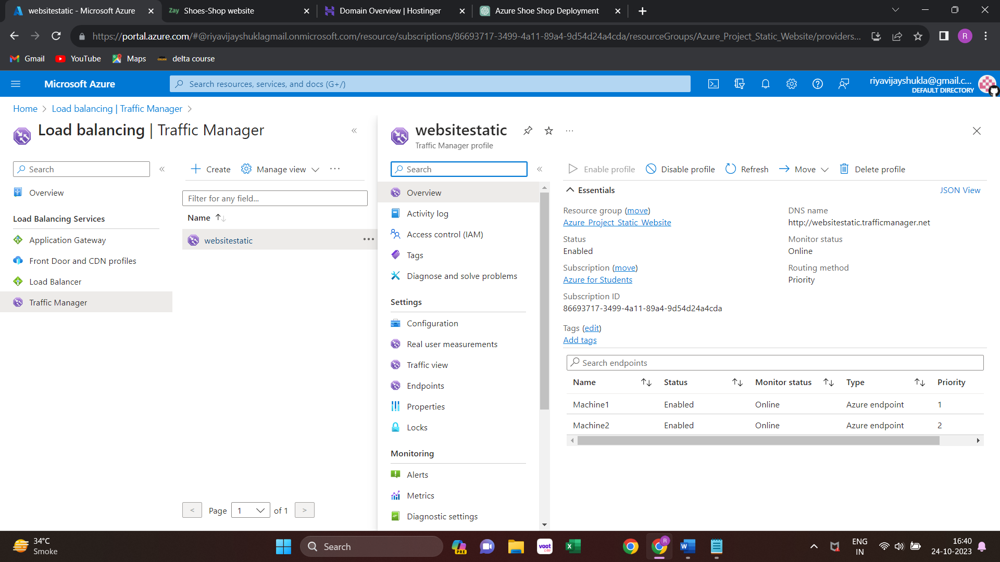 websitestatic - Microsoft Azure
Zay Shoes-Shop website
Domain Overview | Hostinger
Azure Shoe Shop Deployment
https://portal.azure.com/#@riyavijayshuklagmail.onmicrosoft.com/resource/subscriptions/86693717-3499-4a11-89a4-9d54d24a4cda/resourceGroups/Azure_Project_Static_Website/providers...
R
Gmail
YouTube
Maps
delta course
Microsoft Azure
Search resources, services, and docs (G+/)
riyavijayshukla@gmail.c...
DEFAULT DIRECTORY
Home > Load balancing | Traffic Manager >
Load balancing | Traffic Manager
Search
Overview
Load Balancing Services
Application Gateway
Front Door and CDN profiles
Load Balancer
Traffic Manager
Create
Manage view
Filter for any field...
Name
websitestatic
< Page 1 of 1 >
websitestatic
Traffic Manager profile
Search
Overview
Activity log
Access control (IAM)
Tags
Diagnose and solve problems
Settings
Configuration
Real user measurements
Traffic view
Endpoints
Properties
Locks
Monitoring
Alerts
Metrics
Diagnostic settings
Enable profile
Disable profile
Refresh
Move
Delete profile
Essentials
JSON View
Resource group (move)
Azure_Project_Static_Website
Status
Enabled
Subscription (move)
Azure for Students
Subscription ID
86693717-3499-4a11-89a4-9d54d24a4cda
Tags (edit)
Add tags
DNS name
http://websitestatic.trafficmanager.net
Monitor status
Online
Routing method
Priority
Search endpoints
Name Status Monitor status Type Priority
Machine1 Enabled Online Azure endpoint 1
Machine2 Enabled Online Azure endpoint 2
34°C
Smoke
Search
PRE
voot
Lite
R
ENG
IN
16:40
24-10-2023